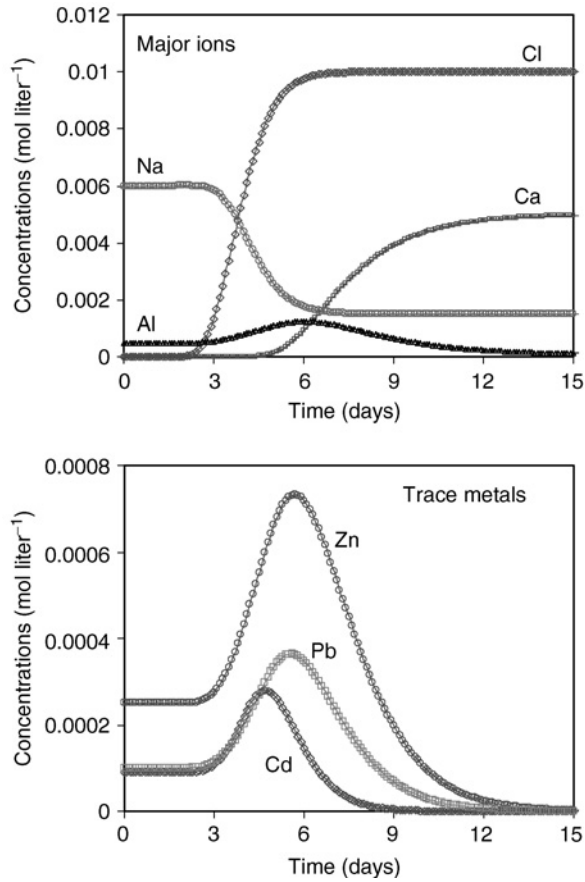 0.012
Major ions
Cl
0.01
0.008
Na
0.006
Ca
0.004
0.002
Al
0
0 3 6 9 12 15
Time (days)
Concentrations (mol liter⁻¹)
0.0008
Trace metals
Zn
0.0006
0.0004
Pb
0.0002
Cd
0
0 3 6 9 12 15
Time (days)
Concentrations (mol liter⁻¹)